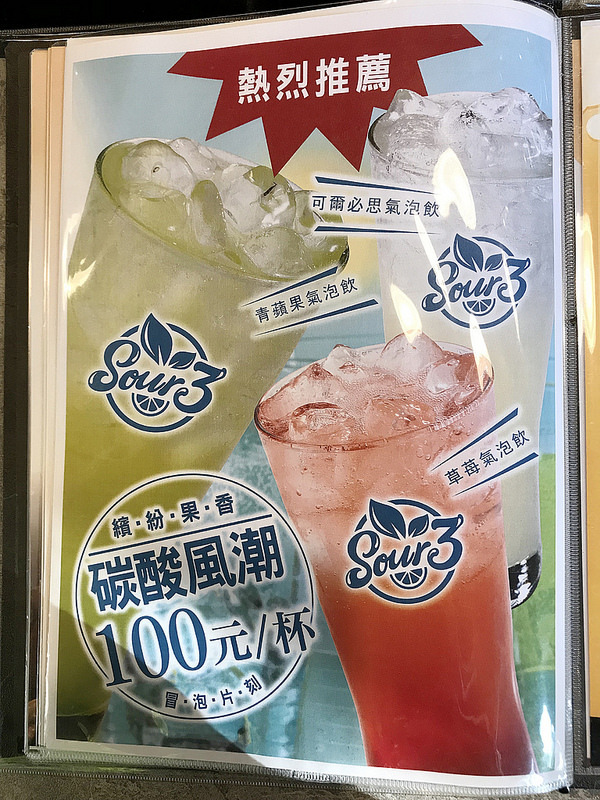 熱烈推薦
可爾必思氣泡飲
Sour3
青蘋果氣泡飲
Sour3
草莓氣泡飲
Sour3
繽·紛·果·香
碳酸風潮
100元/杯
冒·泡·片·刻